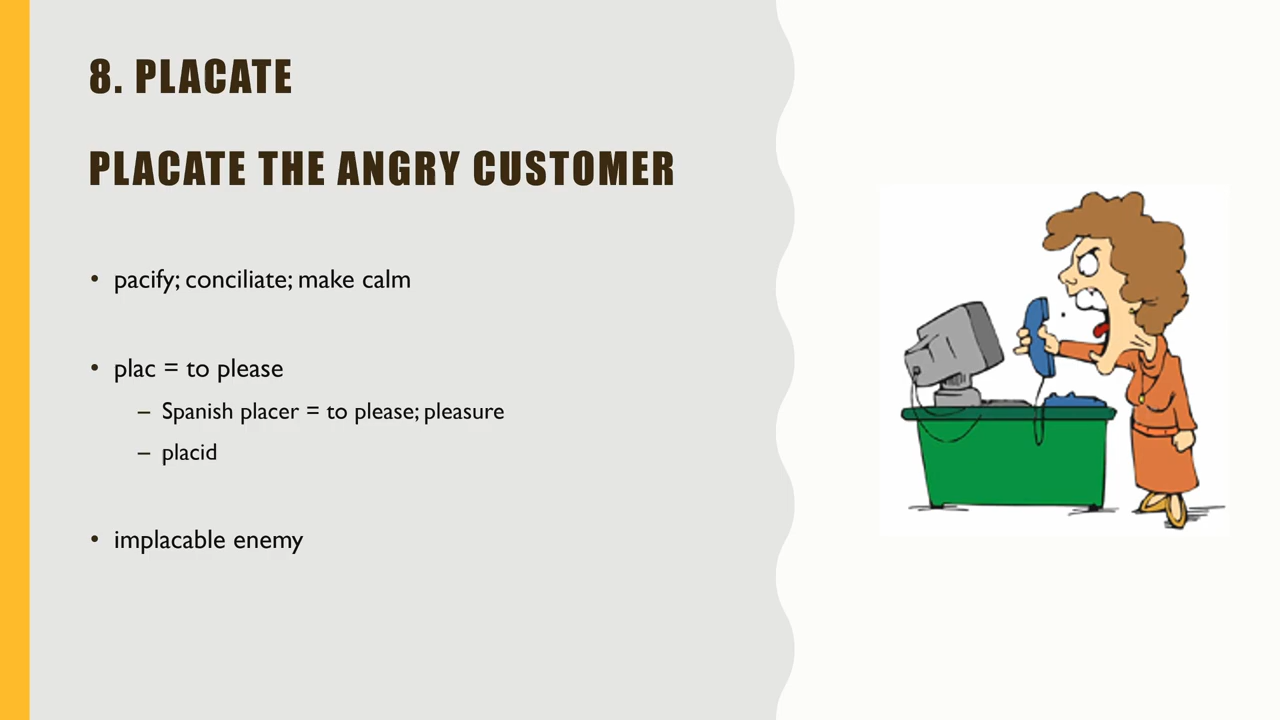 8. PLACATE
PLACATE THE ANGRY CUSTOMER
• pacify; conciliate; make calm
• plac = to please
– Spanish placer = to please; pleasure
– placid
• implacable enemy